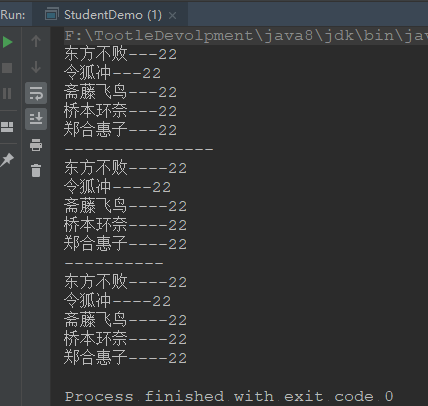 Run: StudentDemo (1) ×
F:\TootleDevolpment\java8\jdk\bin\jav
东方不败---22
令狐冲---22
斋藤飞鸟---22
桥本环奈---22
郑合惠子---22
---------------
东方不败----22
令狐冲----22
斋藤飞鸟----22
桥本环奈----22
郑合惠子----22
----------
东方不败----22
令狐冲----22
斋藤飞鸟----22
桥本环奈----22
郑合惠子----22
Process finished with exit code 0